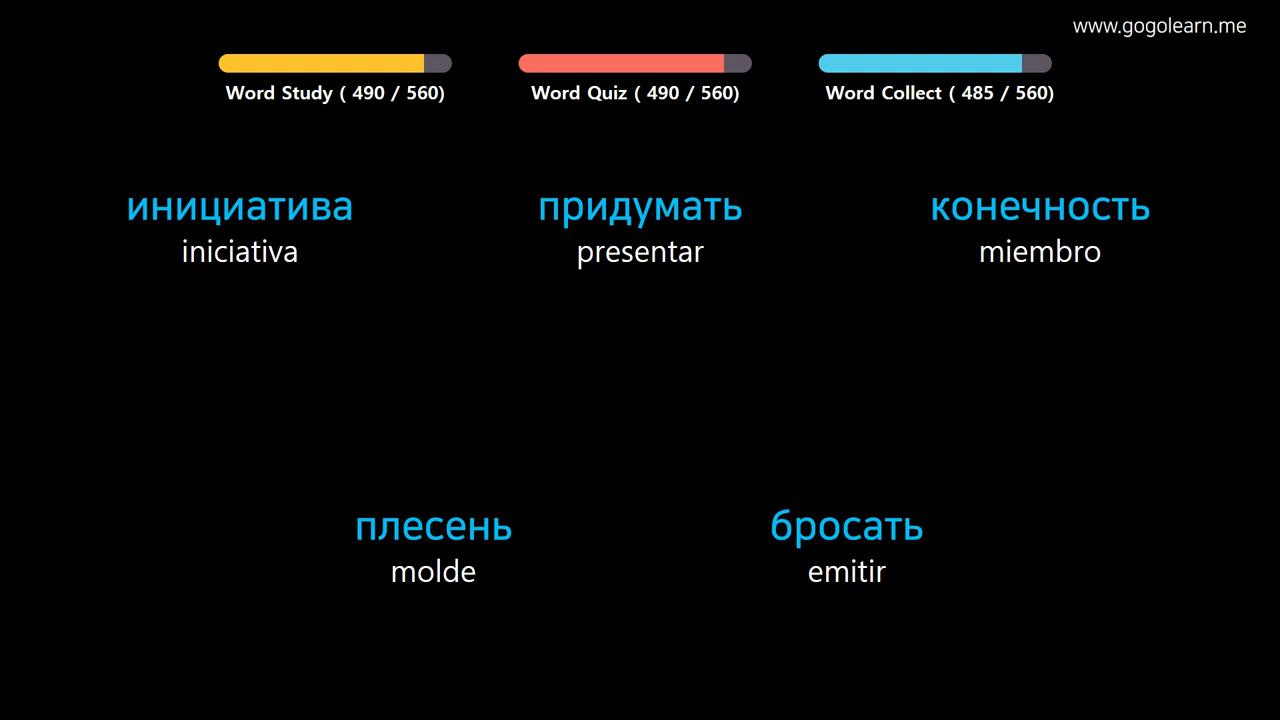 www.gogolearn.me
Word Study ( 490 / 560)
Word Quiz ( 490 / 560)
Word Collect ( 485 / 560)
инициатива
iniciativa
придумать
presentar
конечность
miembro
плесень
molde
бросать
emitir